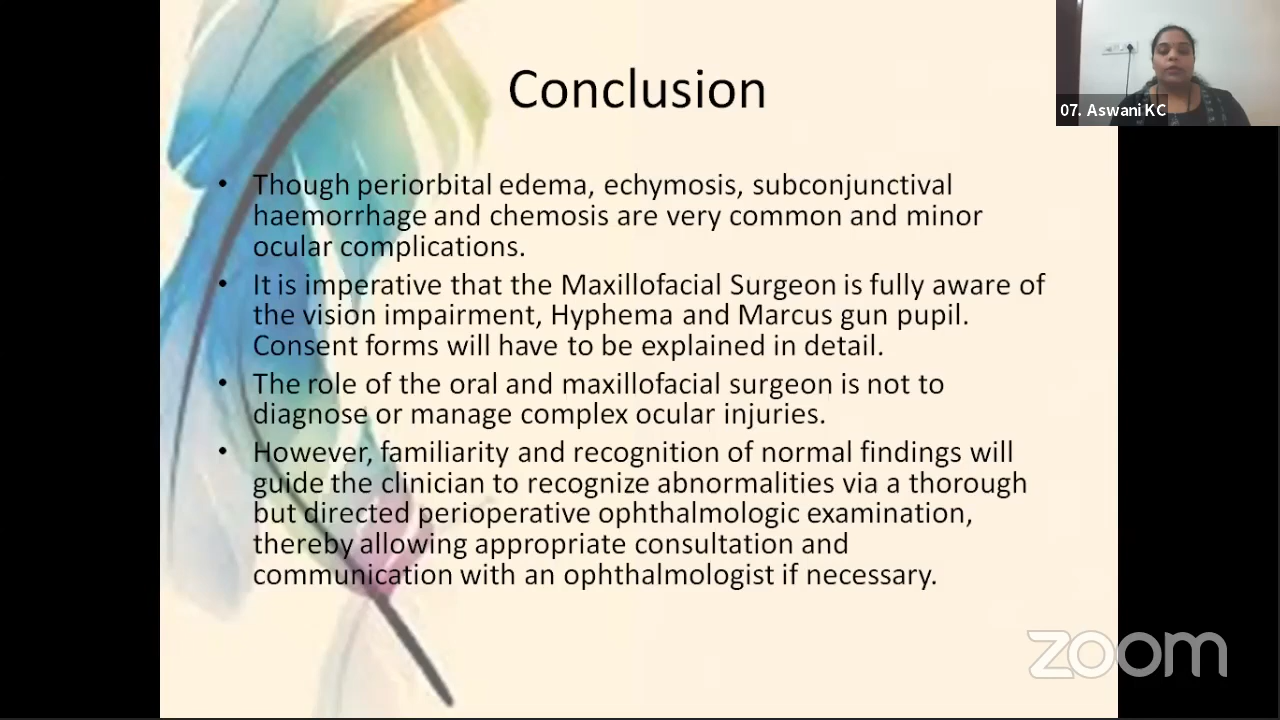 Conclusion
07. Aswani KC
• Though periorbital edema, echymosis, subconjunctival
haemorrhage and chemosis are very common and minor
ocular complications.
• It is imperative that the Maxillofacial Surgeon is fully aware of
the vision impairment, Hyphema and Marcus gun pupil.
Consent forms will have to be explained in detail.
• The role of the oral and maxillofacial surgeon is not to
diagnose or manage complex ocular injuries.
• However, familiarity and recognition of normal findings will
guide the clinician to recognize abnormalities via a thorough
but directed perioperative ophthalmologic examination,
thereby allowing appropriate consultation and
communication with an ophthalmologist if necessary.
zoom